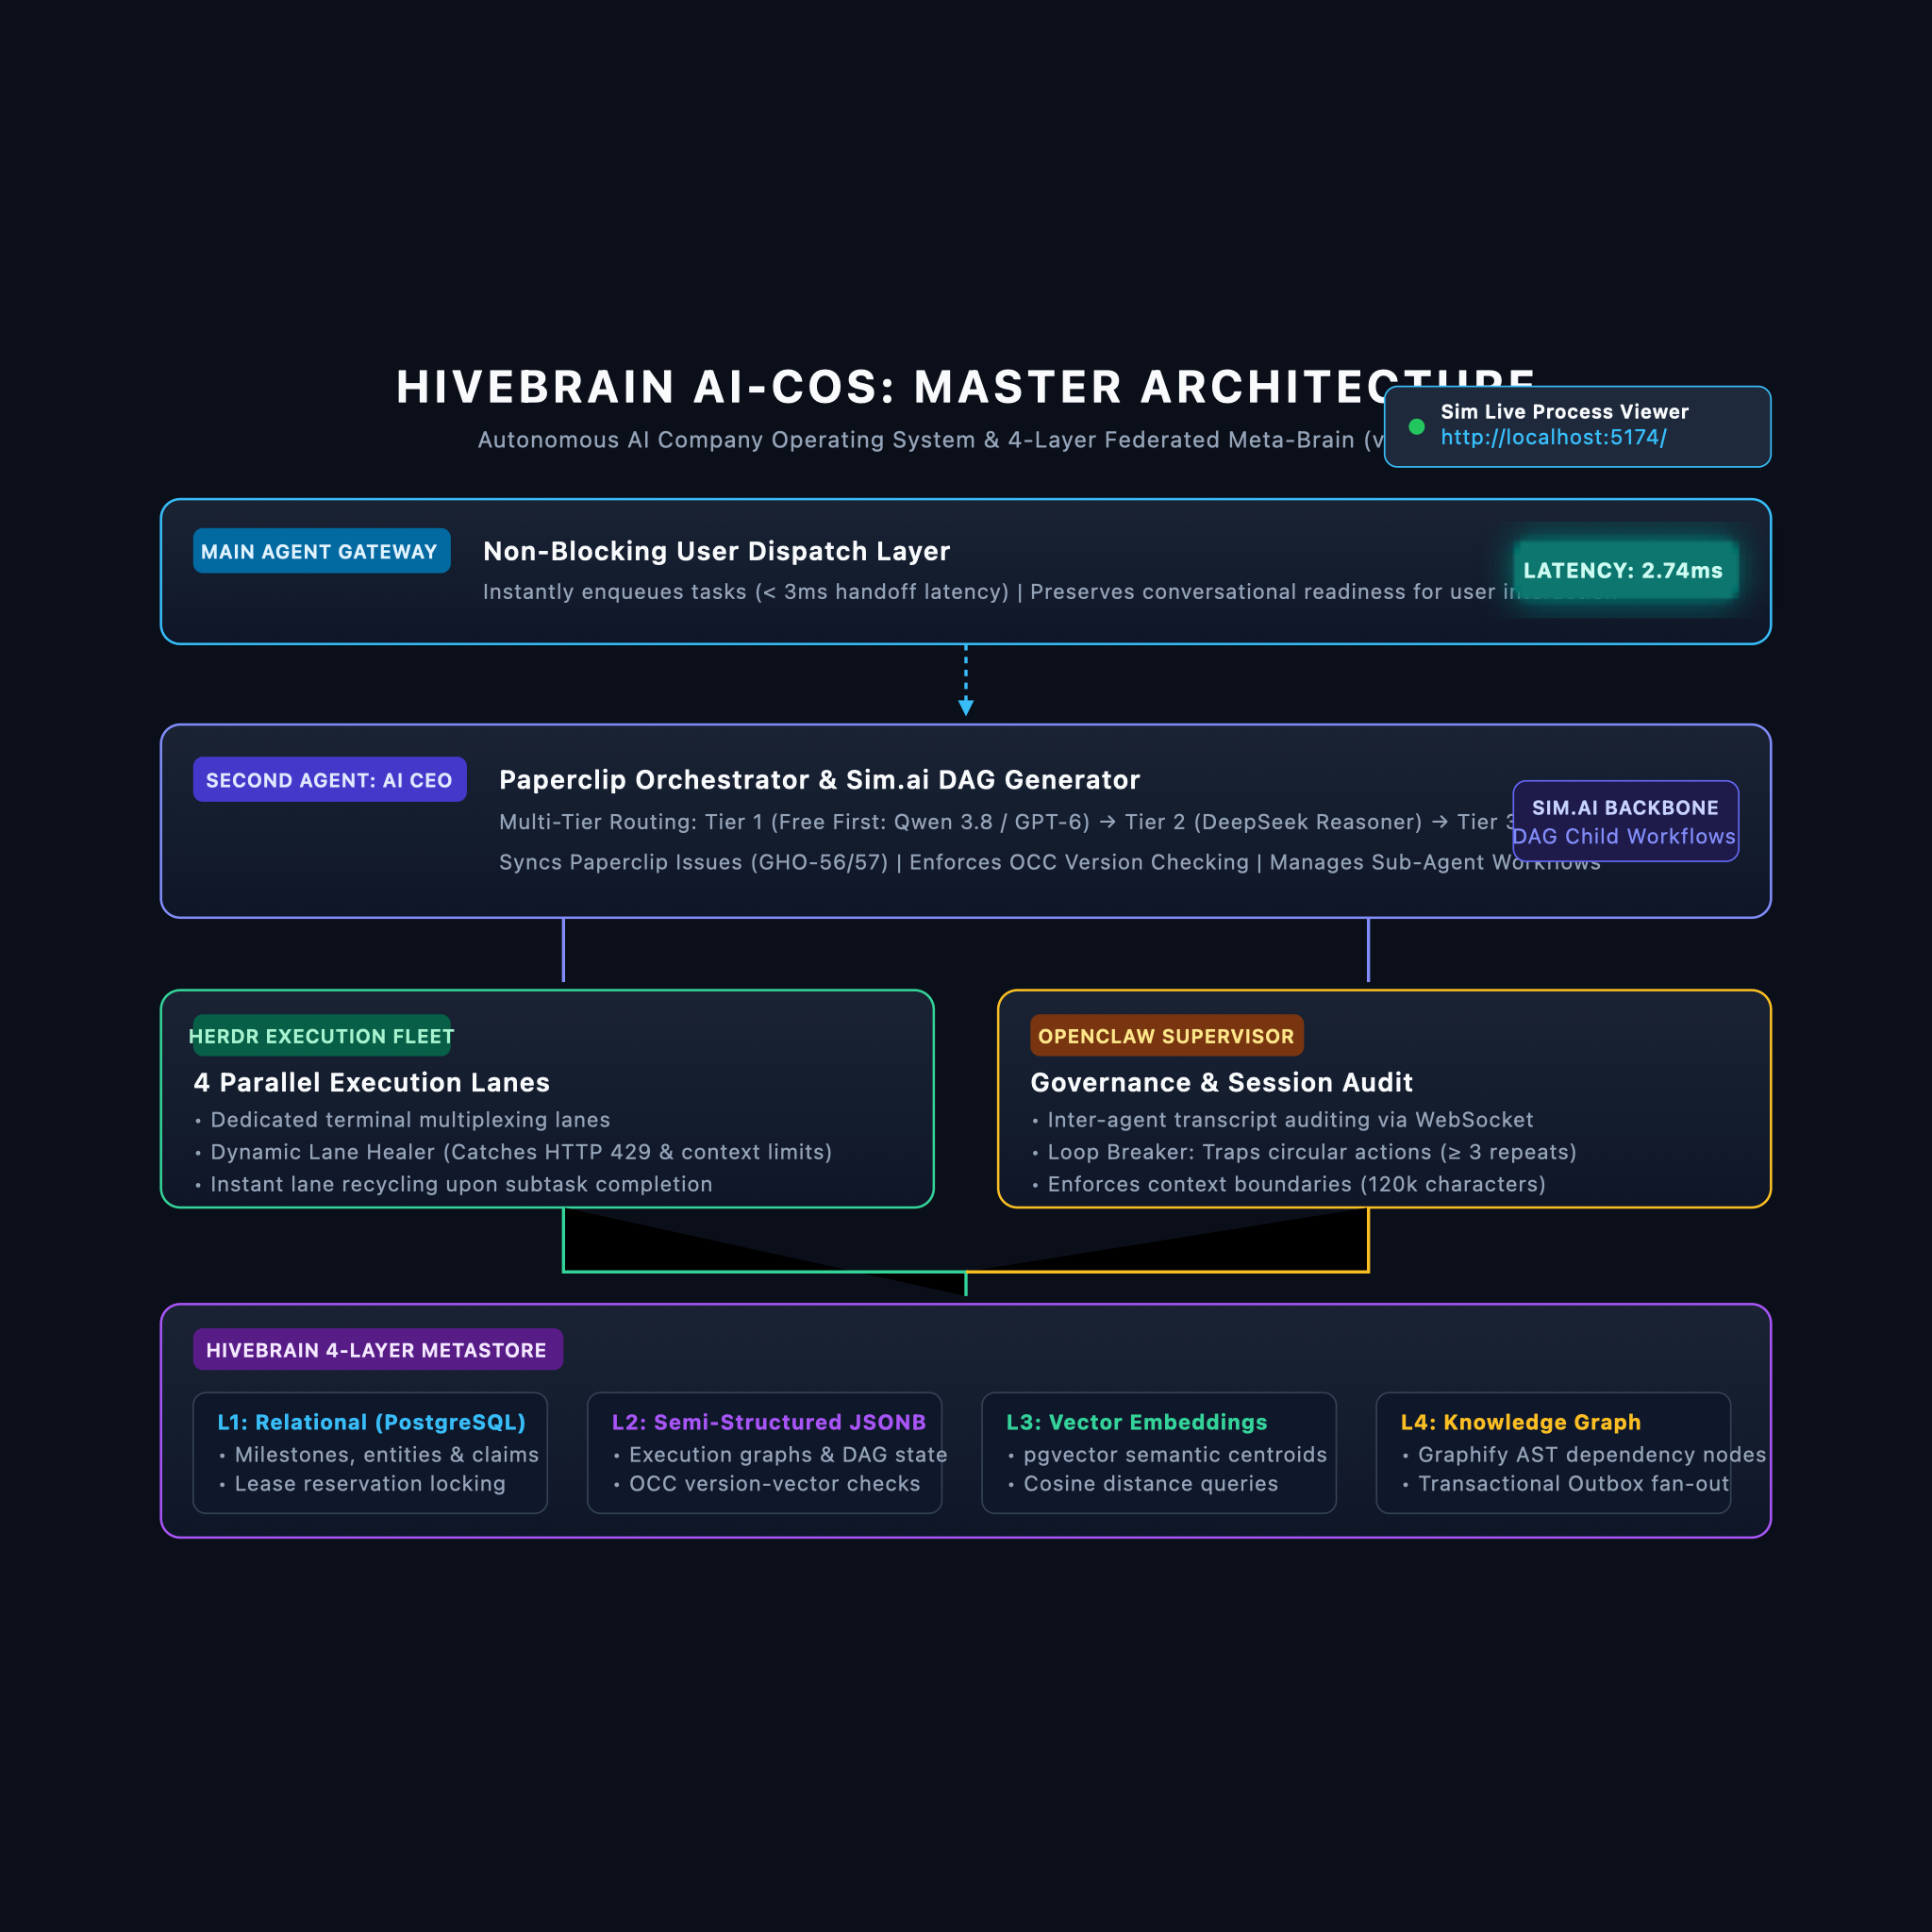 HIVEBRAIN AI-COS: MASTER ARCHITECTURE
Autonomous AI Company Operating System & 4-Layer Federated Meta-Brain (v
Sim Live Process Viewer
http://localhost:5174/
MAIN AGENT GATEWAY
Non-Blocking User Dispatch Layer
Instantly enqueues tasks (< 3ms handoff latency) | Preserves conversational readiness for user interaction
LATENCY: 2.74ms
SECOND AGENT: AI CEO
Paperclip Orchestrator & Sim.ai DAG Generator
Multi-Tier Routing: Tier 1 (Free First: Qwen 3.8 / GPT-6) → Tier 2 (DeepSeek Reasoner) → Tier 3
Syncs Paperclip Issues (GHO-56/57) | Enforces OCC Version Checking | Manages Sub-Agent Workflows
SIM.AI BACKBONE
DAG Child Workflows
HERDR EXECUTION FLEET
4 Parallel Execution Lanes
• Dedicated terminal multiplexing lanes
• Dynamic Lane Healer (Catches HTTP 429 & context limits)
• Instant lane recycling upon subtask completion
OPENCLAW SUPERVISOR
Governance & Session Audit
• Inter-agent transcript auditing via WebSocket
• Loop Breaker: Traps circular actions (≥ 3 repeats)
• Enforces context boundaries (120k characters)
HIVEBRAIN 4-LAYER METASTORE
L1: Relational (PostgreSQL)
• Milestones, entities & claims
• Lease reservation locking
L2: Semi-Structured JSONB
• Execution graphs & DAG state
• OCC version-vector checks
L3: Vector Embeddings
• pgvector semantic centroids
• Cosine distance queries
L4: Knowledge Graph
• Graphify AST dependency nodes
• Transactional Outbox fan-out